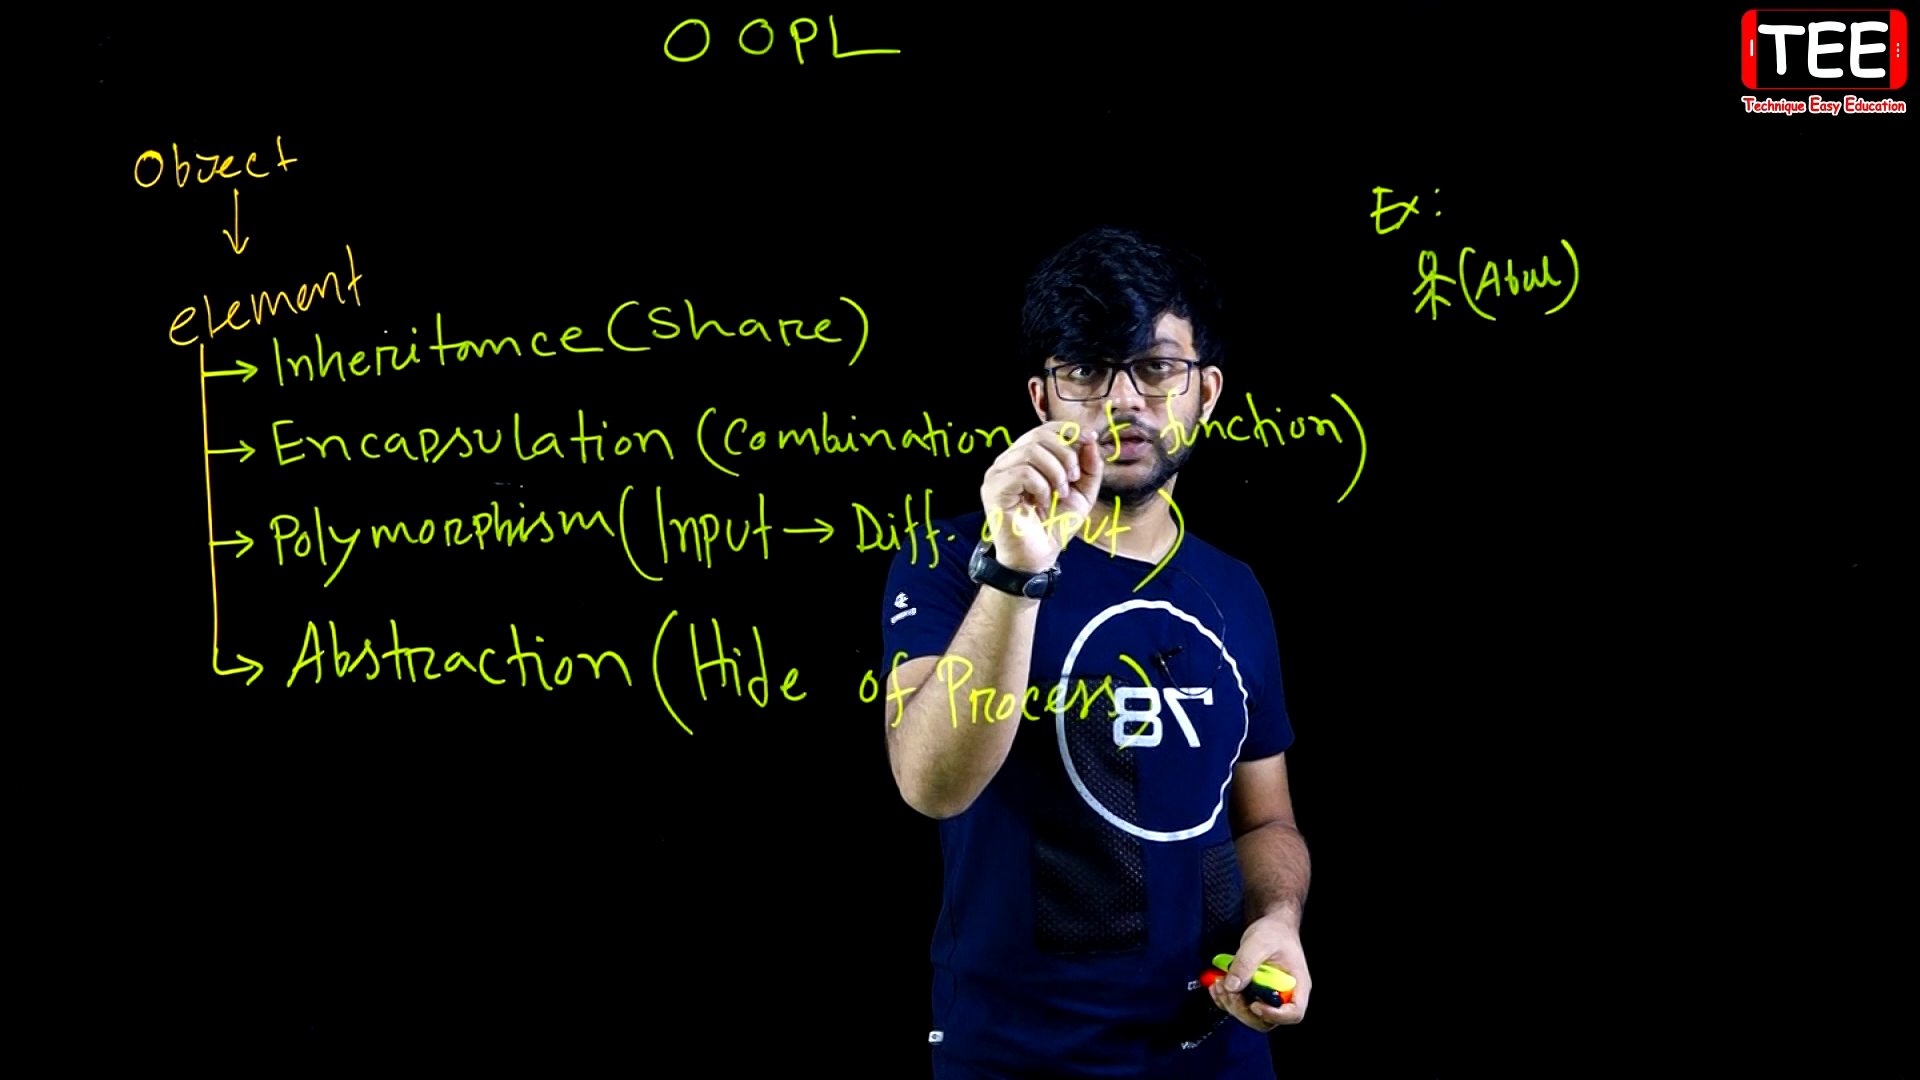 OOPL
TEE
Technique Easy Education
Object
Ex:
(Abul)
element
Inheritance (Share)
Encapsulation (Combination of function)
Polymorphism (Input → Diff. output)
Abstraction (Hide of Process)
78